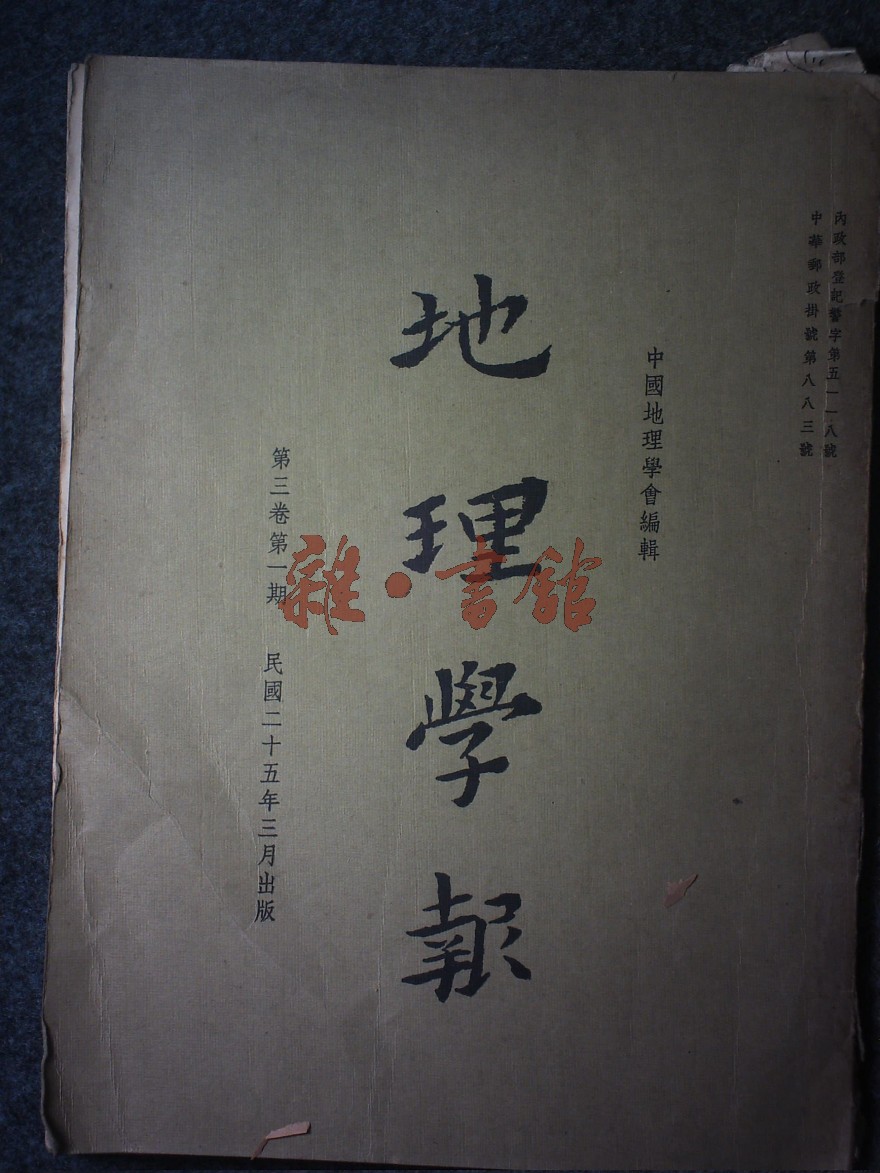 內政部登記警字第五一一八號
中華郵政掛號第八八三號
中國地理學會編輯
地理學報
第三卷第一期 民國二十五年三月出版
雜·書館